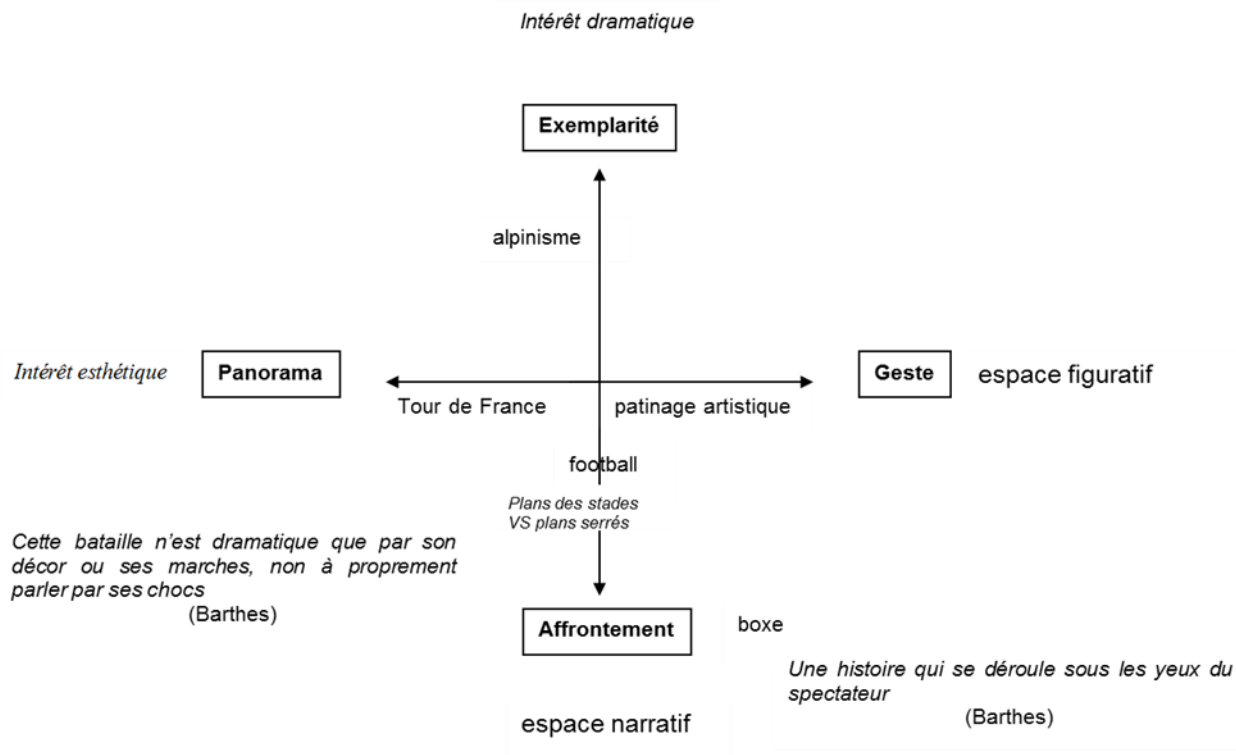 Intérêt dramatique
Exemplarité
alpinisme
Intérêt esthétique
Panorama
Geste
espace figuratif
Tour de France
patinage artistique
football
Plans des stades
VS plans serrés
Cette bataille n’est dramatique que par son
décor ou ses marches, non à proprement
parler par ses chocs
(Barthes)
Affrontement
boxe
Une histoire qui se déroule sous les yeux du
spectateur
(Barthes)
espace narratif